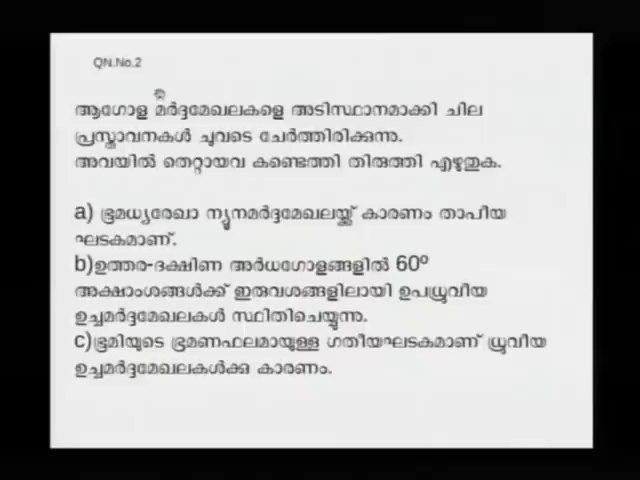 QN.No.2
ആഗോള മർദ്ദമേഖലകളെ അടിസ്ഥാനമാക്കി ചില
പ്രസ്താവനകൾ ചുവടെ ചേർത്തിരിക്കുന്നു.
അവയിൽ തെറ്റായവ കണ്ടെത്തി തിരുത്തി എഴുതുക.
a) ഭൂമധ്യരേഖാ ന്യൂനമർദ്ദമേഖലയ്ക്ക് കാരണം താപീയ
ഘടകമാണ്.
b)ഉത്തര-ദക്ഷിണ അർധഗോളങ്ങളിൽ 60º
അക്ഷാംശങ്ങൾക്ക് ഇരുവശങ്ങളിലായി ഉപധ്രുവീയ
ഉച്ചമർദ്ദമേഖലകൾ സ്ഥിതിചെയ്യുന്നു.
c)ഭൂമിയുടെ ഭ്രമണഫലമായുള്ള ഗതീയഘടകമാണ് ധ്രുവീയ
ഉച്ചമർദ്ദമേഖലകൾക്കു കാരണം.